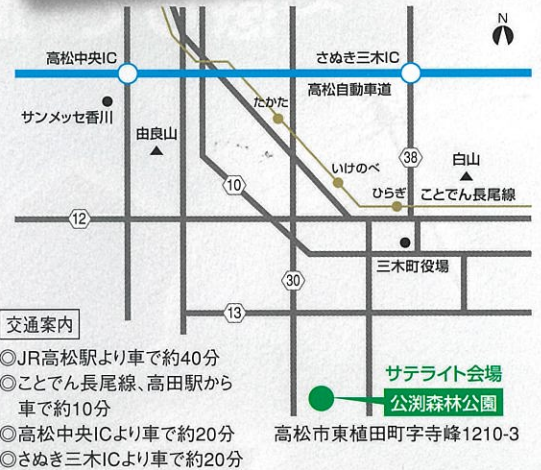 N
高松中央IC
さぬき三木IC
高松自動車道
サンメッセ香川
たかた
由良山
いけのべ
38
白山
10
ひらぎ
ことでん長尾線
12
三木町役場
30
13
交通案内
◎JR高松駅より車で約40分
◎ことでん長尾線、高田駅から
車で約10分
◎高松中央ICより車で約20分
◎さぬき三木ICより車で約20分
サテライト会場
公渕森林公園
高松市東植田町字寺峰1210-3